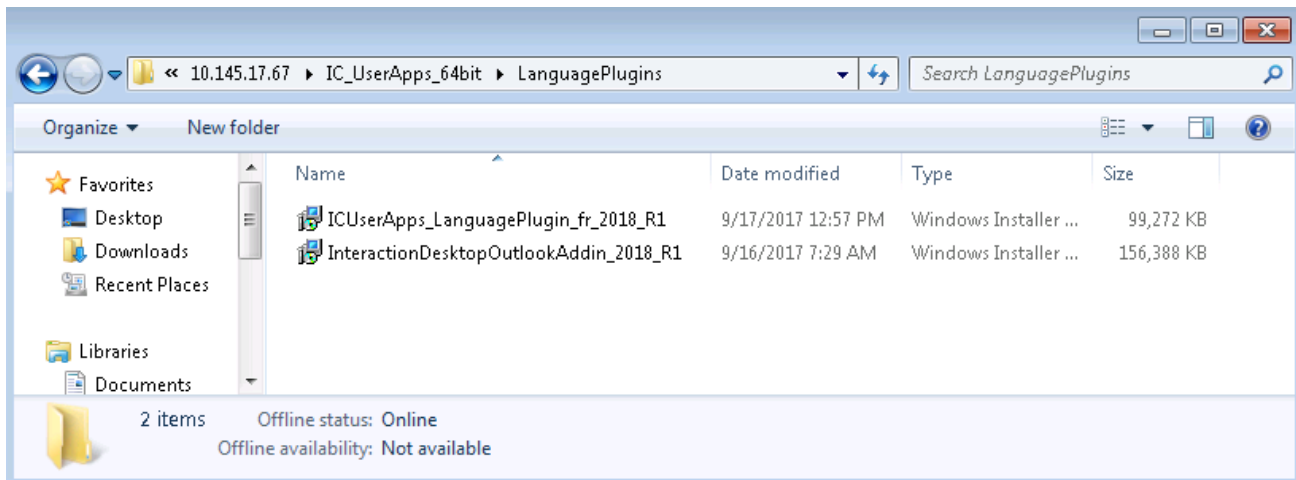 « 10.145.17.67 ▸ IC_UserApps_64bit ▸ LanguagePlugins Search LanguagePlugins
Organize New folder
Name Date modified Type Size
Favorites
Desktop ICUserApps_LanguagePlugin_fr_2018_R1 9/17/2017 12:57 PM Windows Installer ... 99,272 KB
Downloads InteractionDesktopOutlookAddin_2018_R1 9/16/2017 7:29 AM Windows Installer ... 156,388 KB
Recent Places
Libraries
Documents
2 items Offline status: Online
Offline availability: Not available